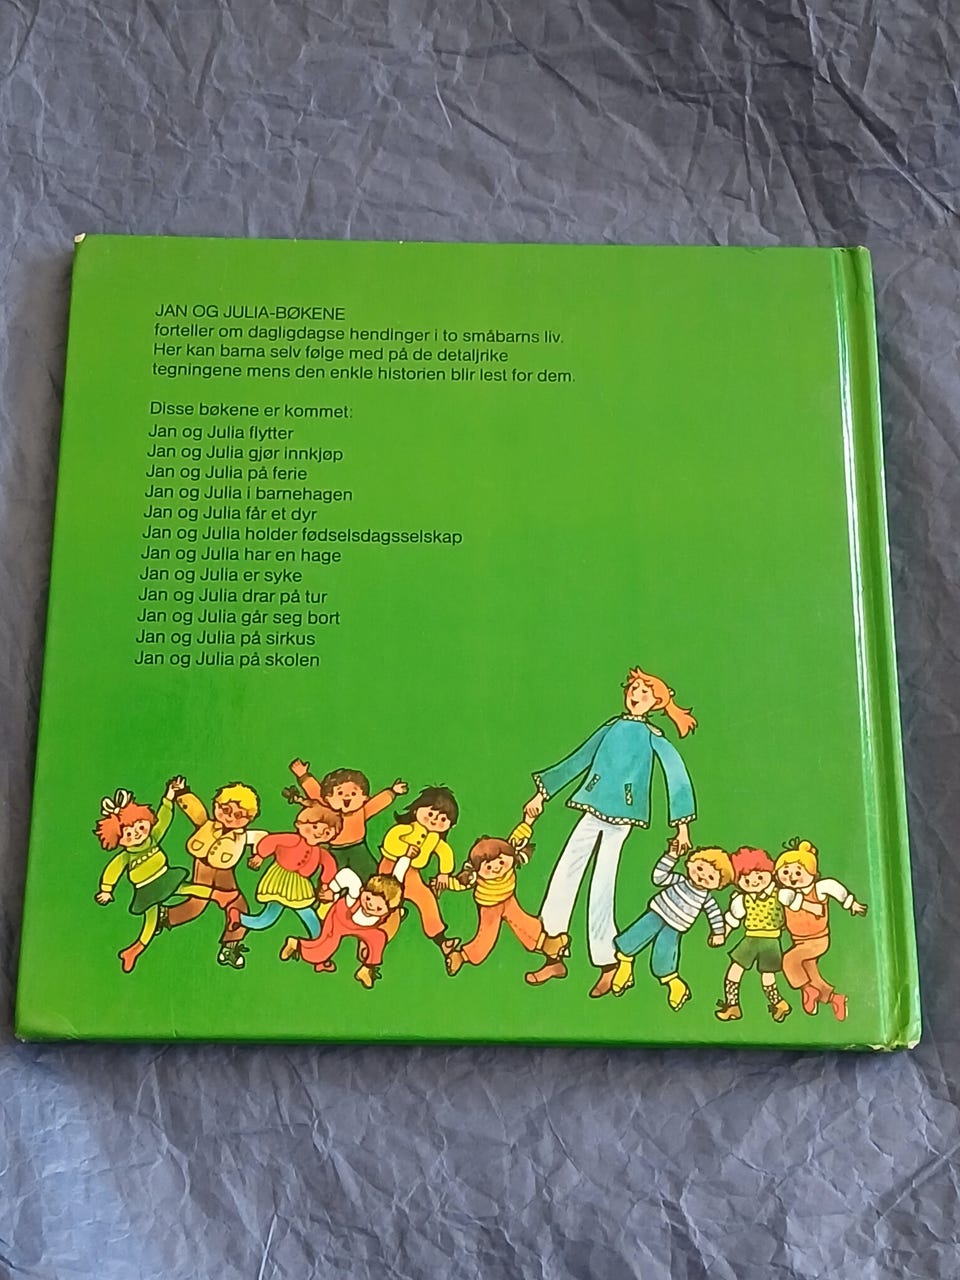 JAN OG JULIA-BØKENE
forteller om dagligdagse hendinger i to småbarns liv.
Her kan barna selv følge med på de detaljrike
tegningene mens den enkle historien blir lest for dem.
Disse bøkene er kommet:
Jan og Julia flytter
Jan og Julia gjør innkjøp
Jan og Julia på ferie
Jan og Julia i barnehagen
Jan og Julia får et dyr
Jan og Julia holder fødselsdagsselskap
Jan og Julia har en hage
Jan og Julia er syke
Jan og Julia drar på tur
Jan og Julia går seg bort
Jan og Julia på sirkus
Jan og Julia på skolen